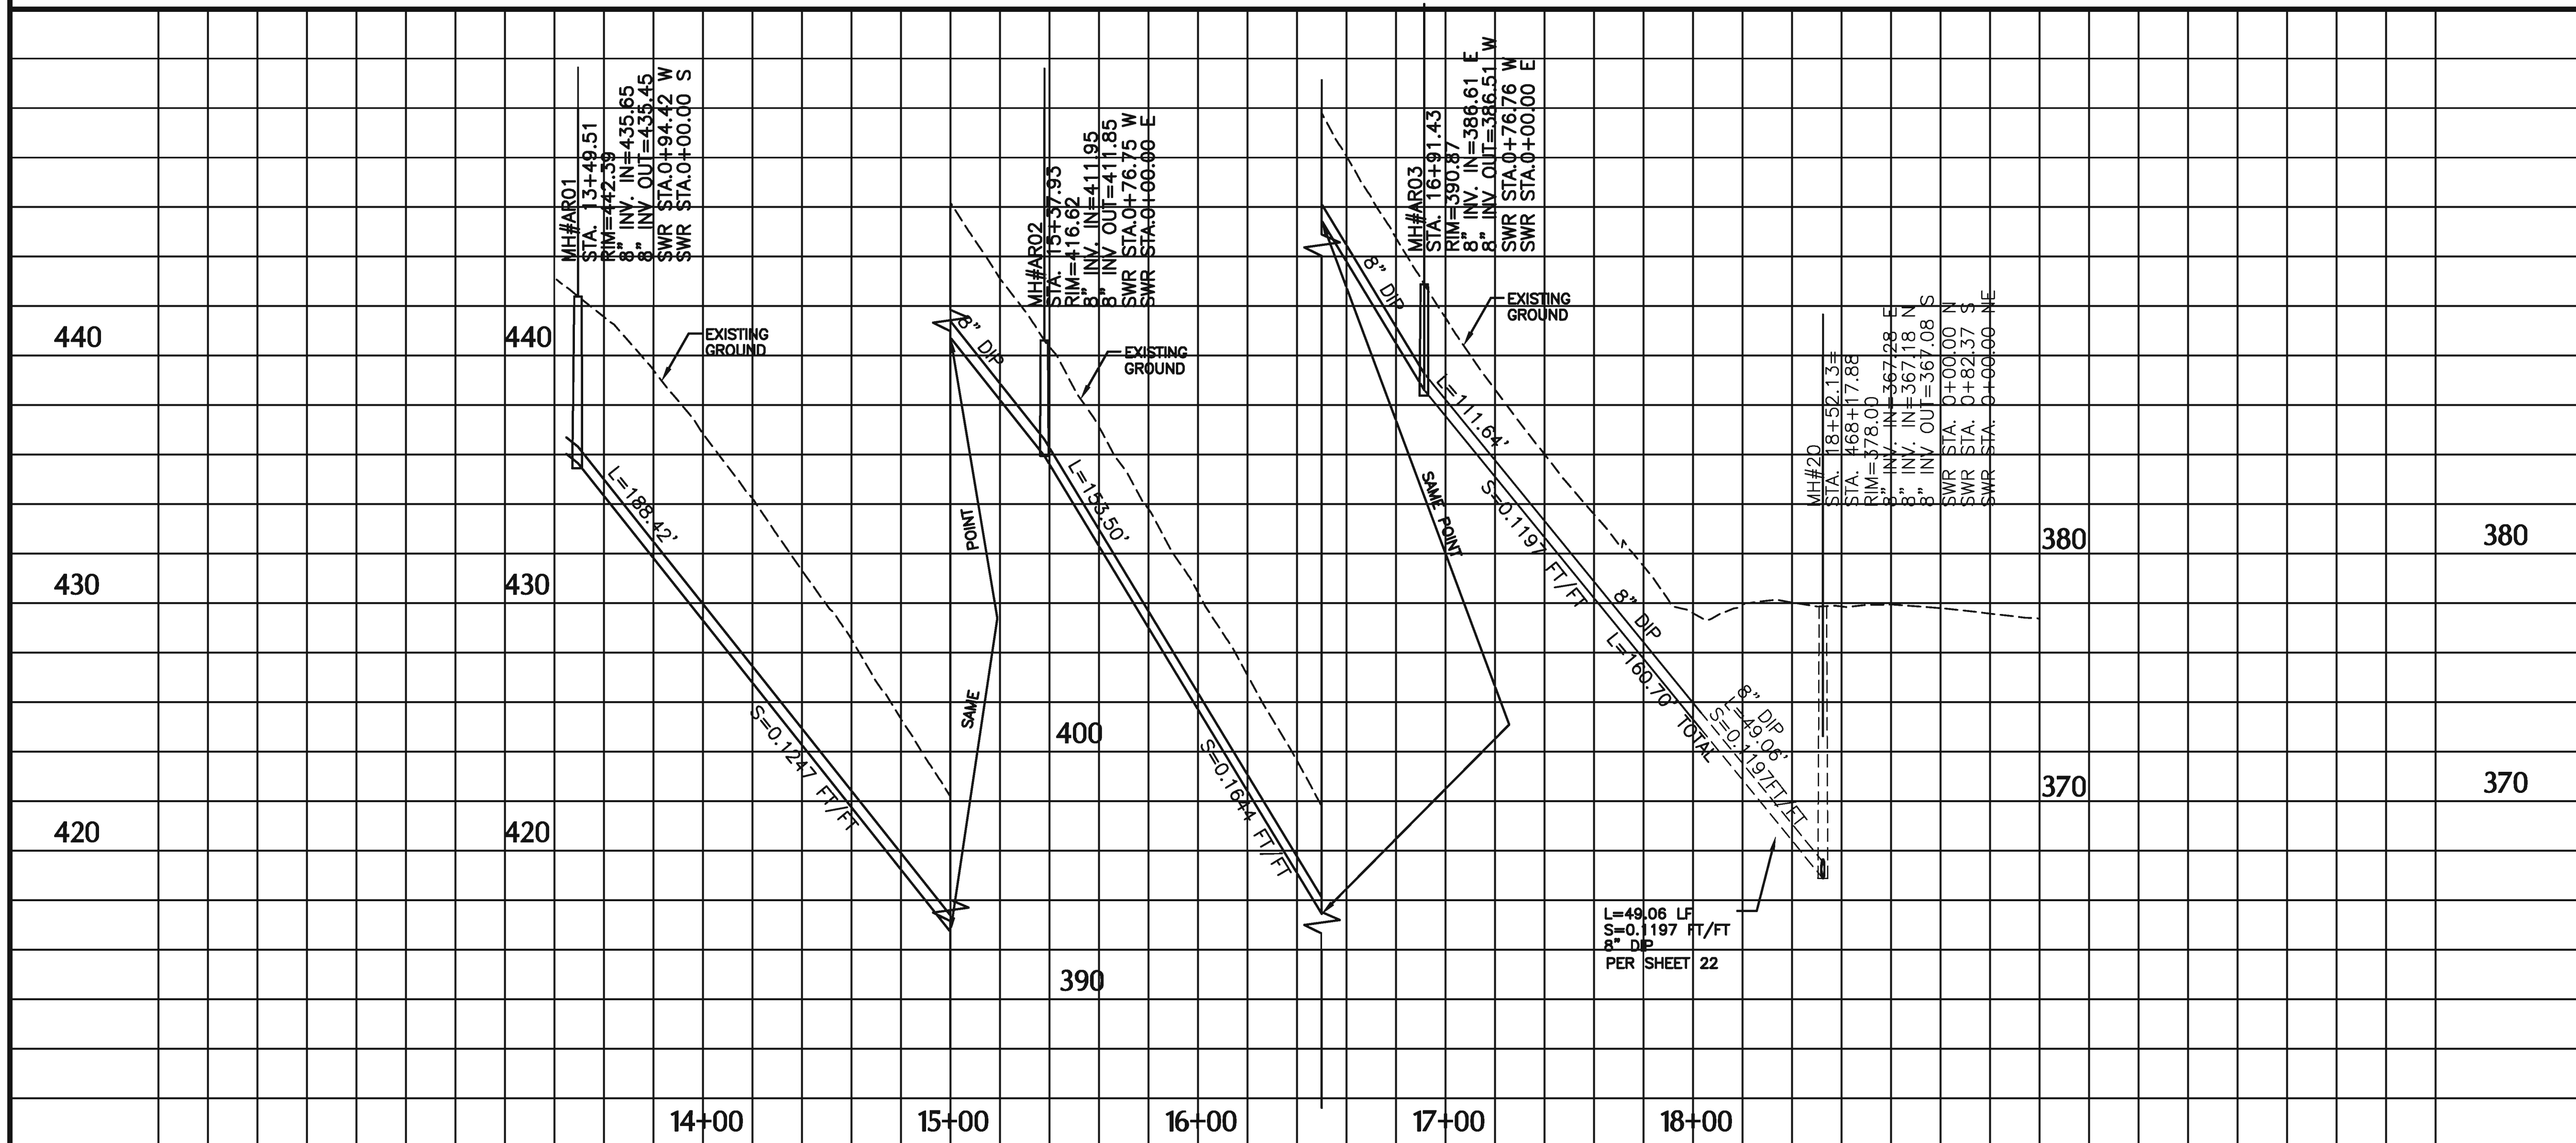 MH#AR01
STA. 13+49.51
RIM=442.39
8" INV. IN=435.65
8" INV OUT=435.45
SWR STA.0+94.42 W
SWR STA.0+00.00 S
MH#AR02
STA. 15+37.93
RIM=416.62
8" INV. IN=411.95
8" INV OUT=411.85
SWR STA.0+76.75 W
SWR STA.0+00.00 E
MH#AR03
STA. 16+91.43
RIM=390.87
8" INV. IN=386.61 E
8" INV OUT=386.51 W
SWR STA.0+76.76 W
SWR STA.0+00.00 E
MH#20
STA. 18+52.13=
STA. 468+17.88
RIM=378.00
8" INV. IN=367.28 E
8" INV. IN=367.18 N
8" INV OUT=367.08 S
SWR STA. 0+00.00 N
SWR STA. 0+82.37 S
SWR STA. 0+00.00 NE
440
440
EXISTING
GROUND
8" DIP
EXISTING
GROUND
8" DIP
EXISTING
GROUND
L=188.42'
L=153.50'
L=111.64'
S=0.1197 FT/FT
SAME POINT
POINT
SAME
380
380
430
430
8" DIP
L=160.70' TOTAL
8" DIP
L=49.06'
S=0.1197FT/FT
S=0.1247 FT/FT
400
S=0.1644 FT/FT
370
370
420
420
L=49.06 LF
S=0.1197 FT/FT
8" DIP
PER SHEET 22
390
14+00
15+00
16+00
17+00
18+00